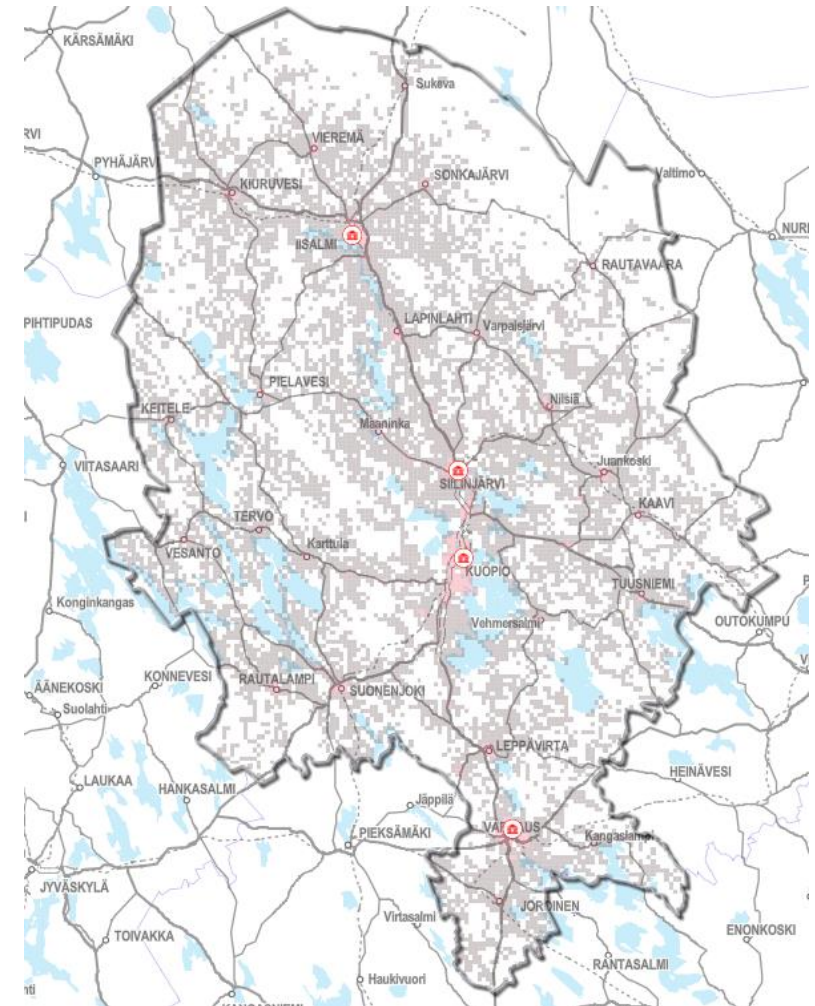 KÄRSÄMÄKI
Sukeva
VIEREMÄ
PYHÄJÄRVI
SONKAJÄRVI
Valtimo
KIURUVESI
IISALMI
RAUTAVAARA
PIHTIPUDAS
LAPINLAHTI
Varpaisjärvi
PIELAVESI
Nilsiä
KEITELE
Maaninka
VIITASAARI
Juankoski
SIILINJÄRVI
KAAVI
TERVO
VESANTO
Karttula
KUOPIO
TUUSNIEMI
Konginkangas
Vehmersalmi
OUTOKUMPU
KONNEVESI
RAUTALAMPI
ÄÄNEKOSKI
SUONENJOKI
Suolahti
LEPPÄVIRTA
HEINÄVESI
LAUKAA
HANKASALMI
Jäppilä
PIEKSÄMÄKI
Kangaslampi
JYVÄSKYLÄ
JOROINEN
Virtasalmi
TOIVAKKA
ENONKOSKI
RANTASALMI
Haukivuori